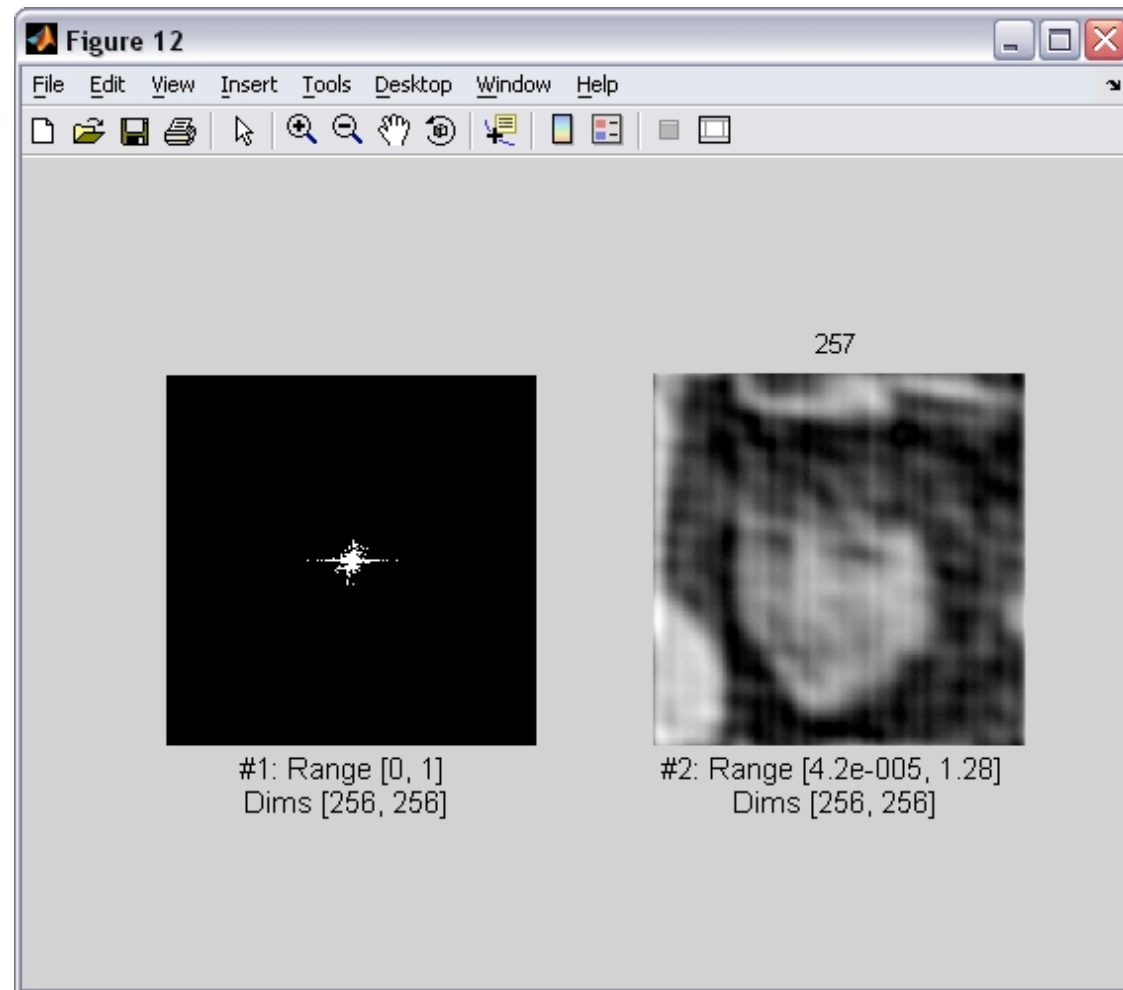 Figure 12
File Edit View Insert Tools Desktop Window Help
257
#1: Range [0, 1]
Dims [256, 256]
#2: Range [4.2e-005, 1.28]
Dims [256, 256]